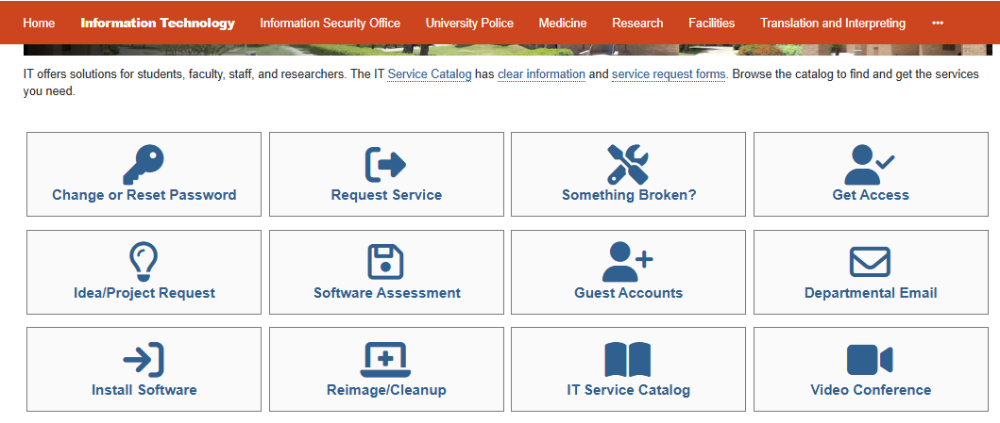 Home Information Technology Information Security Office University Police Medicine Research Facilities Translation and Interpreting •••
IT offers solutions for students, faculty, staff, and researchers. The IT Service Catalog has clear information and service request forms. Browse the catalog to find and get the services
you need.
Change or Reset Password
Request Service
Something Broken?
Get Access
Idea/Project Request
Software Assessment
Guest Accounts
Departmental Email
Install Software
Reimage/Cleanup
IT Service Catalog
Video Conference